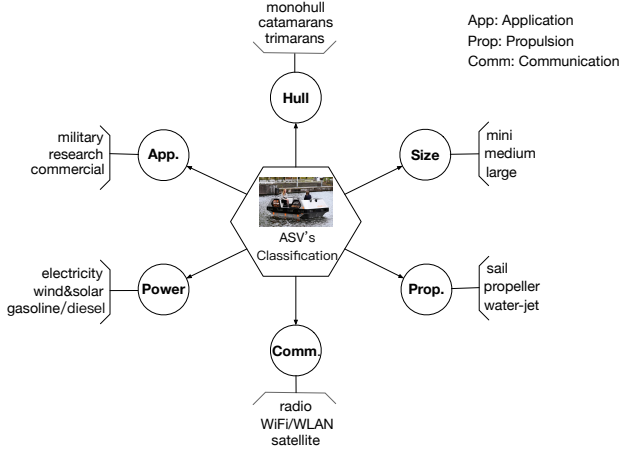 monohull
catamarans
trimarans
App: Application
Prop: Propulsion
Comm: Communication
Hull
military
research
commercial
App.
Size
mini
medium
large
ASV's
Classification
electricity
wind&solar
gasoline/diesel
Power
Prop.
sail
propeller
water-jet
Comm.
radio
WiFi/WLAN
satellite